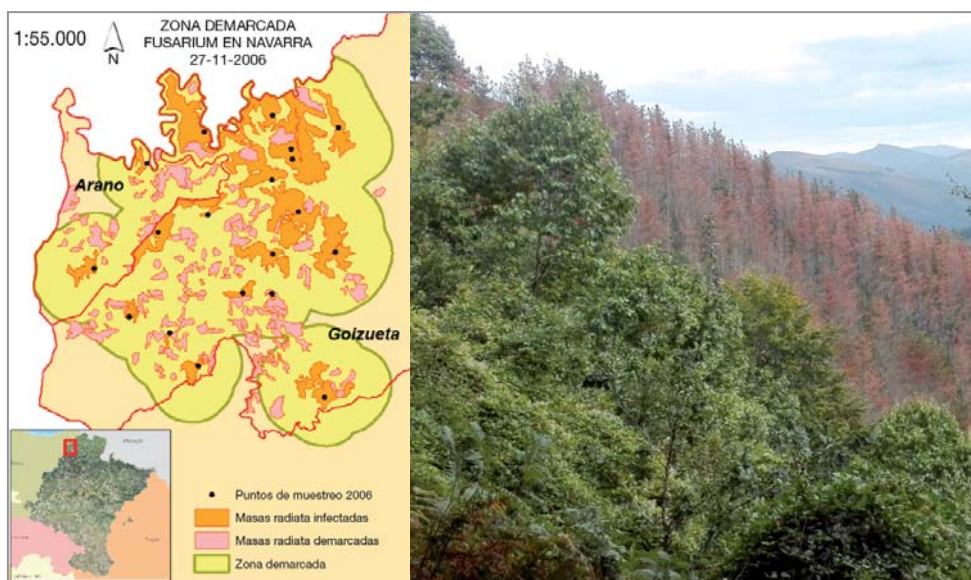 1:55.000
N
ZONA DEMARCADA
FUSARIUM EN NAVARRA
27-11-2006
Arano
Goizueta
Puntos de muestreo 2006
Masas radiata infectadas
Masas radiata demarcadas
Zona demarcada